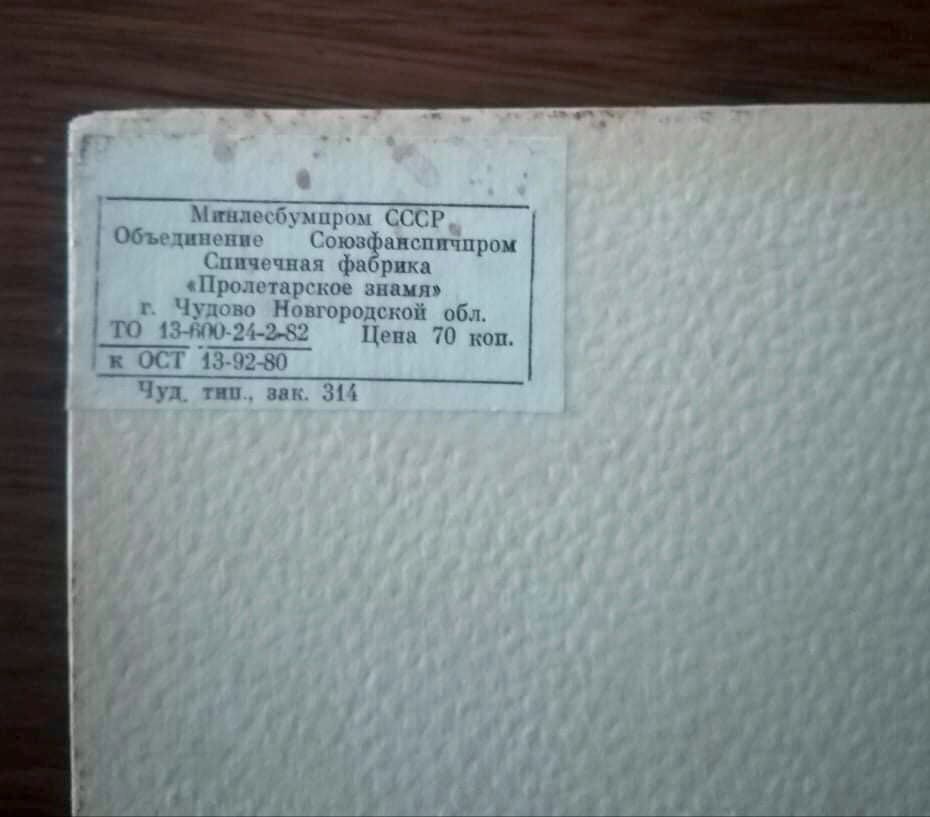 Минлесбумпром СССР
Объединение Союзфанспичпром
Спичечная фабрика
«Пролетарское знамя»
г. Чудово Новгородской обл.
ТО 13-600-24-2-82 Цена 70 коп.
к ОСТ 13-92-80
Чуд. тип., зак. 314